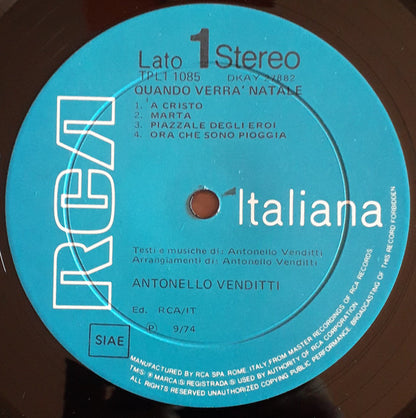 Lato 1 Stereo
TPL1 1085 DKAY 27882
QUANDO VERRA' NATALE
1. 'A CRISTO
2. MARTA
3. PIAZZALE DEGLI EROI
4. ORA CHE SONO PIOGGIA
RCA Italiana
Testi e musiche di: Antonello Venditti
Arrangiamenti di: Antonello Venditti
ANTONELLO VENDITTI
Ed. RCA/IT
℗ 9/74
SIAE
MANUFACTURED BY RCA SPA, ROME, ITALY, FROM MASTER RECORDINGS OF RCA RECORDS
TMS: ® MARCA(S) REGISTRADA(S) USED BY AUTHORITY OF RCA CORPORATION
ALL RIGHTS RESERVED UNAUTHORIZED COPYING PUBLIC PERFORMANCE BROADCASTING OF THIS RECORD FORBIDDEN